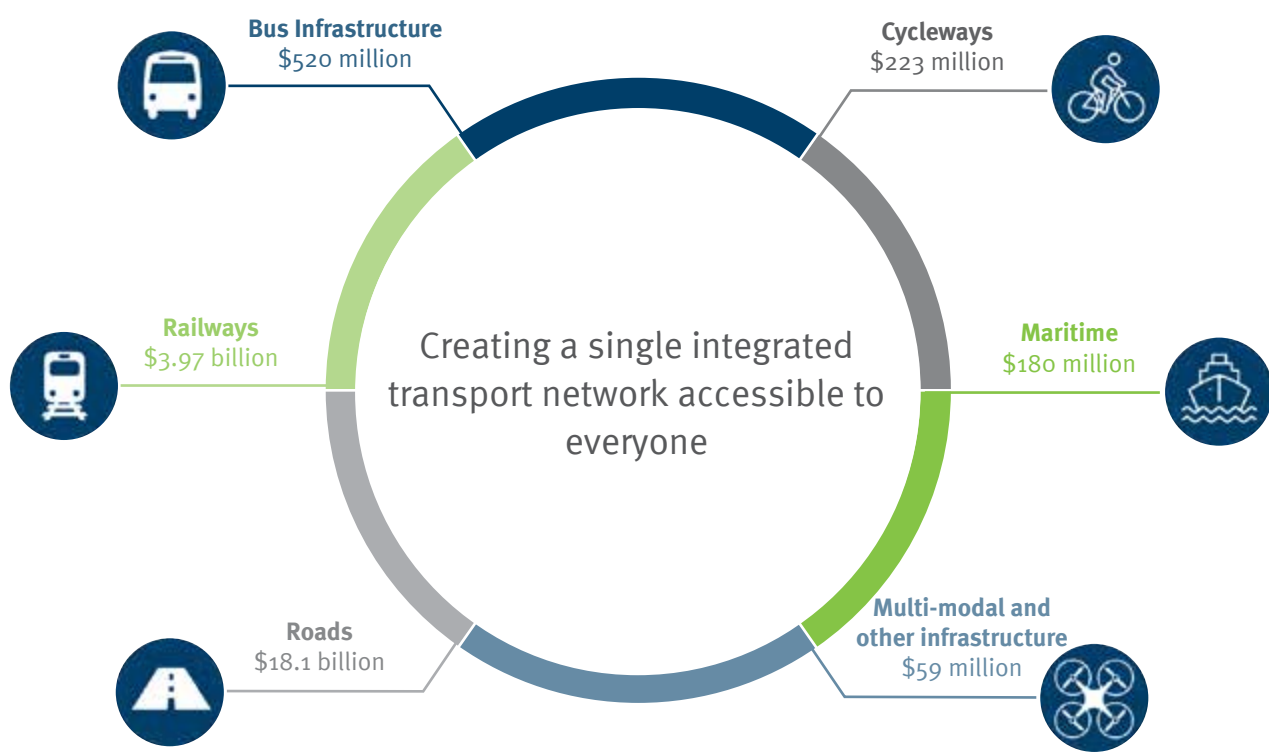 Bus Infrastructure
$520 million
Cycleways
$223 million
Railways
$3.97 billion
Creating a single integrated
transport network accessible to
everyone
Maritime
$180 million
Roads
$18.1 billion
Multi-modal and
other infrastructure
$59 million